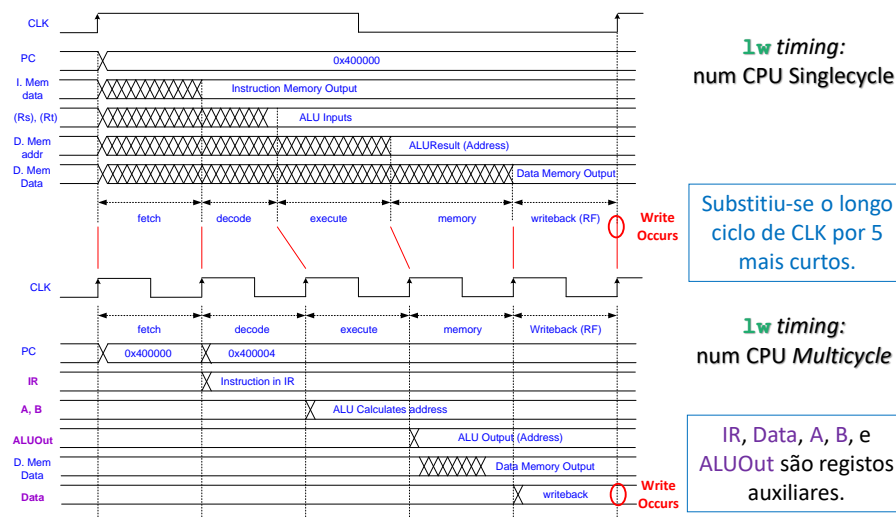 CLK
PC
0x400000
I. Mem
data
Instruction Memory Output
(Rs), (Rt)
ALU Inputs
D. Mem
addr
ALUResult (Address)
D. Mem
Data
Data Memory Output
fetch
decode
execute
memory
writeback (RF)
Write
Occurs
lw timing:
num CPU Singlecycle
Substitiu-se o longo
ciclo de CLK por 5
mais curtos.
CLK
fetch
decode
execute
memory
Writeback (RF)
PC
0x400000
0x400004
IR
Instruction in IR
A, B
ALU Calculates address
ALUOut
ALU Output (Address)
D. Mem
Data
Data Memory Output
Data
writeback
Write
Occurs
lw timing:
num CPU Multicycle
IR, Data, A, B, e
ALUOut são registos
auxiliares.